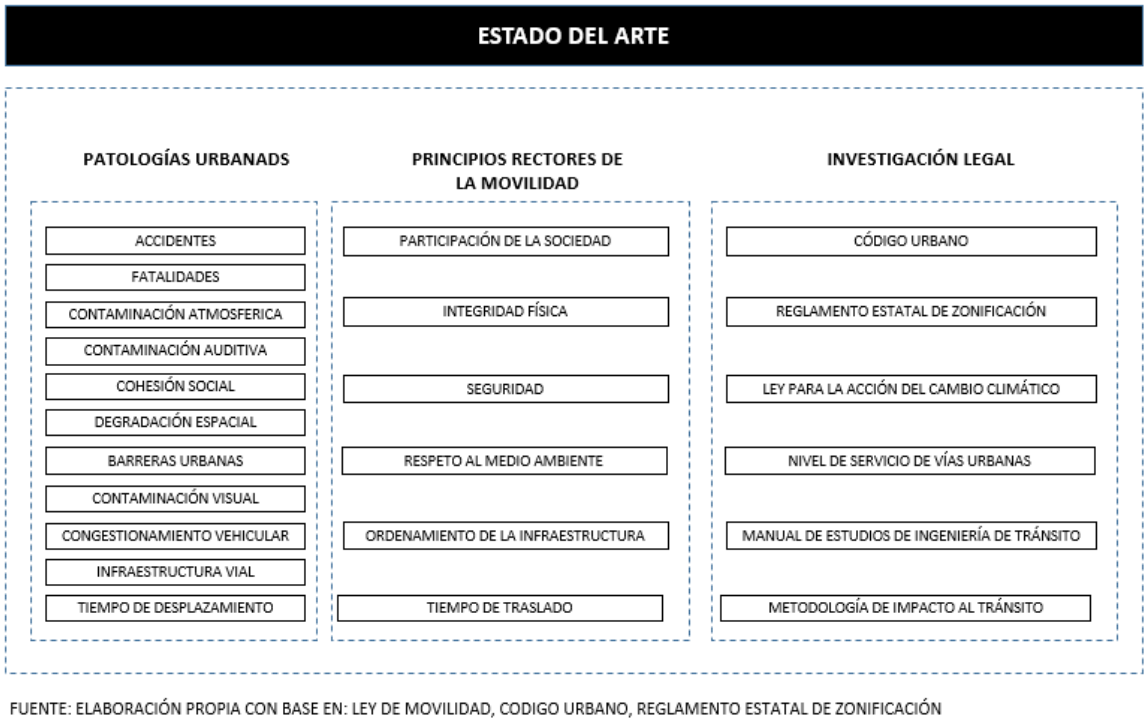 ESTADO DEL ARTE
PATOLOGÍAS URBANADS
ACCIDENTES
FATALIDADES
CONTAMINACIÓN ATMOSFERICA
CONTAMINACIÓN AUDITIVA
COHESIÓN SOCIAL
DEGRADACIÓN ESPACIAL
BARRERAS URBANAS
CONTAMINACIÓN VISUAL
CONGESTIONAMIENTO VEHICULAR
INFRAESTRUCTURA VIAL
TIEMPO DE DESPLAZAMIENTO
PRINCIPIOS RECTORES DE
LA MOVILIDAD
PARTICIPACIÓN DE LA SOCIEDAD
INTEGRIDAD FÍSICA
SEGURIDAD
RESPETO AL MEDIO AMBIENTE
ORDENAMIENTO DE LA INFRAESTRUCTURA
TIEMPO DE TRASLADO
INVESTIGACIÓN LEGAL
CÓDIGO URBANO
REGLAMENTO ESTATAL DE ZONIFICACIÓN
LEY PARA LA ACCIÓN DEL CAMBIO CLIMÁTICO
NIVEL DE SERVICIO DE VÍAS URBANAS
MANUAL DE ESTUDIOS DE INGENIERÍA DE TRÁNSITO
METODOLOGÍA DE IMPACTO AL TRÁNSITO
FUENTE: ELABORACIÓN PROPIA CON BASE EN: LEY DE MOVILIDAD, CODIGO URBANO, REGLAMENTO ESTATAL DE ZONIFICACIÓN